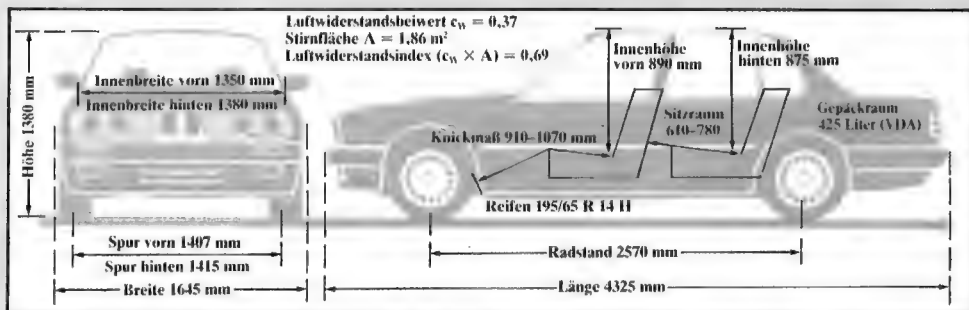 Luftwiderstandsbeiwert cw = 0,37
Stirnfläche A = 1,86 m²
Luftwiderstandsindex (cw × A) = 0,69
Höhe 1380 mm
Innenbreite vorn 1350 mm
Innenbreite hinten 1380 mm
Spur vorn 1407 mm
Spur hinten 1415 mm
Breite 1645 mm
Innenhöhe
vorn 890 mm
Innenhöhe
hinten 875 mm
Knickmaß 910–1070 mm
Sitzraum
610–780
Gepäckraum
425 Liter (VDA)
Reifen 195/65 R 14 H
Radstand 2570 mm
Länge 4325 mm